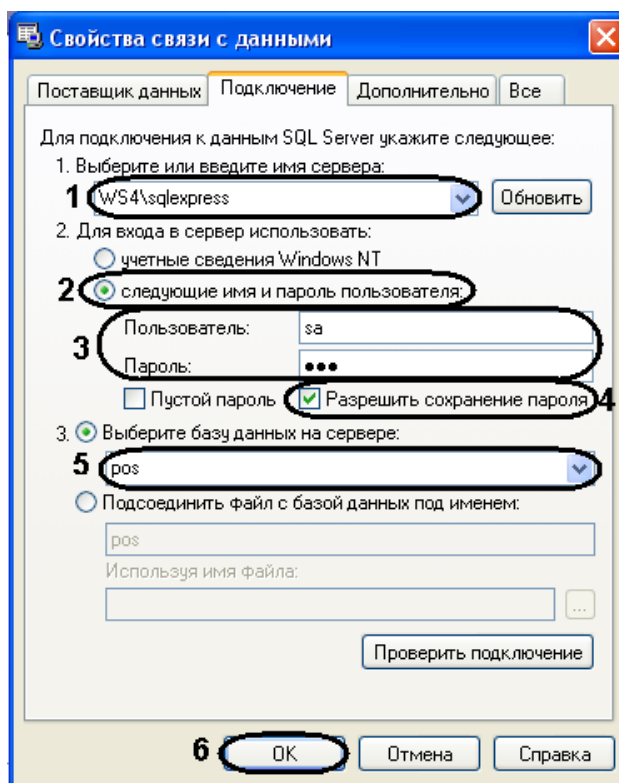 Свойства связи с данными
Поставщик данных Подключение Дополнительно Все
Для подключения к данным SQL Server укажите следующее:
1. Выберите или введите имя сервера:
1 WS4\sqlexpress Обновить
2. Для входа в сервер использовать:
учетные сведения Windows NT
2 следующие имя и пароль пользователя:
3 Пользователь: sa
Пароль: •••
Пустой пароль Разрешить сохранение пароля 4
3. Выберите базу данных на сервере:
5 pos
Подсоединить файл с базой данных под именем:
pos
Используя имя файла:
...
Проверить подключение
6 OK Отмена Справка